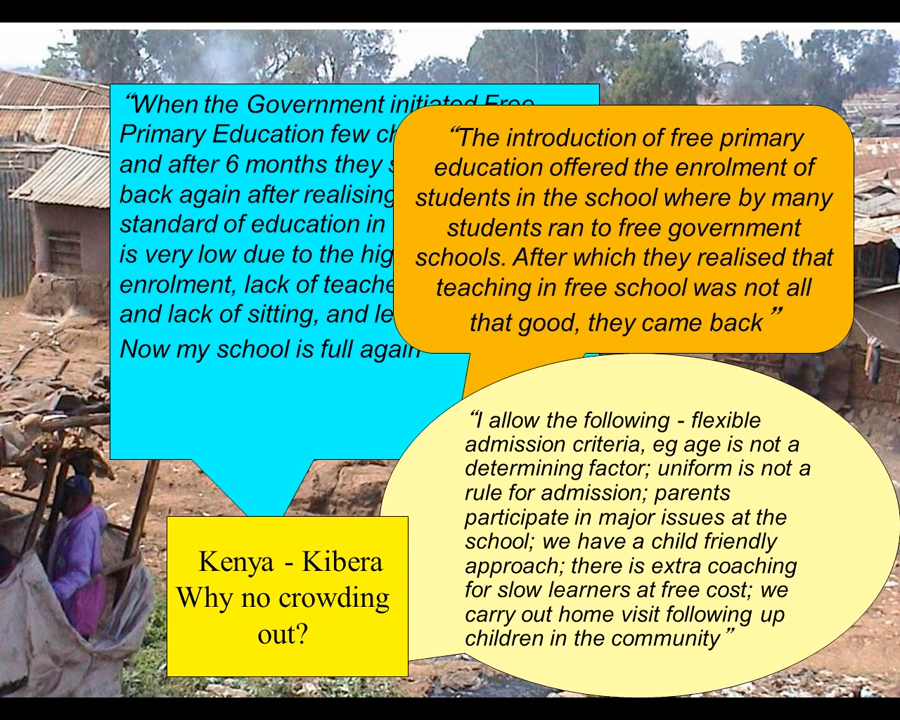 “When the Government initiated Free
Primary Education few
and after 6 months they
back again after realising
standard of education in
is very low due to the
enrolment, lack of
and lack of sitting, and
Now my school is full again
“The introduction of free primary
education offered the enrolment of
students in the school where by many
students ran to free government
schools. After which they realised that
teaching in free school was not all
that good, they came back”
“I allow the following - flexible
admission criteria, eg age is not a
determining factor; uniform is not a
rule for admission; parents
participate in major issues at the
school; we have a child friendly
approach; there is extra coaching
for slow learners at free cost; we
carry out home visit following up
children in the community”
Kenya - Kibera
Why no crowding
out?